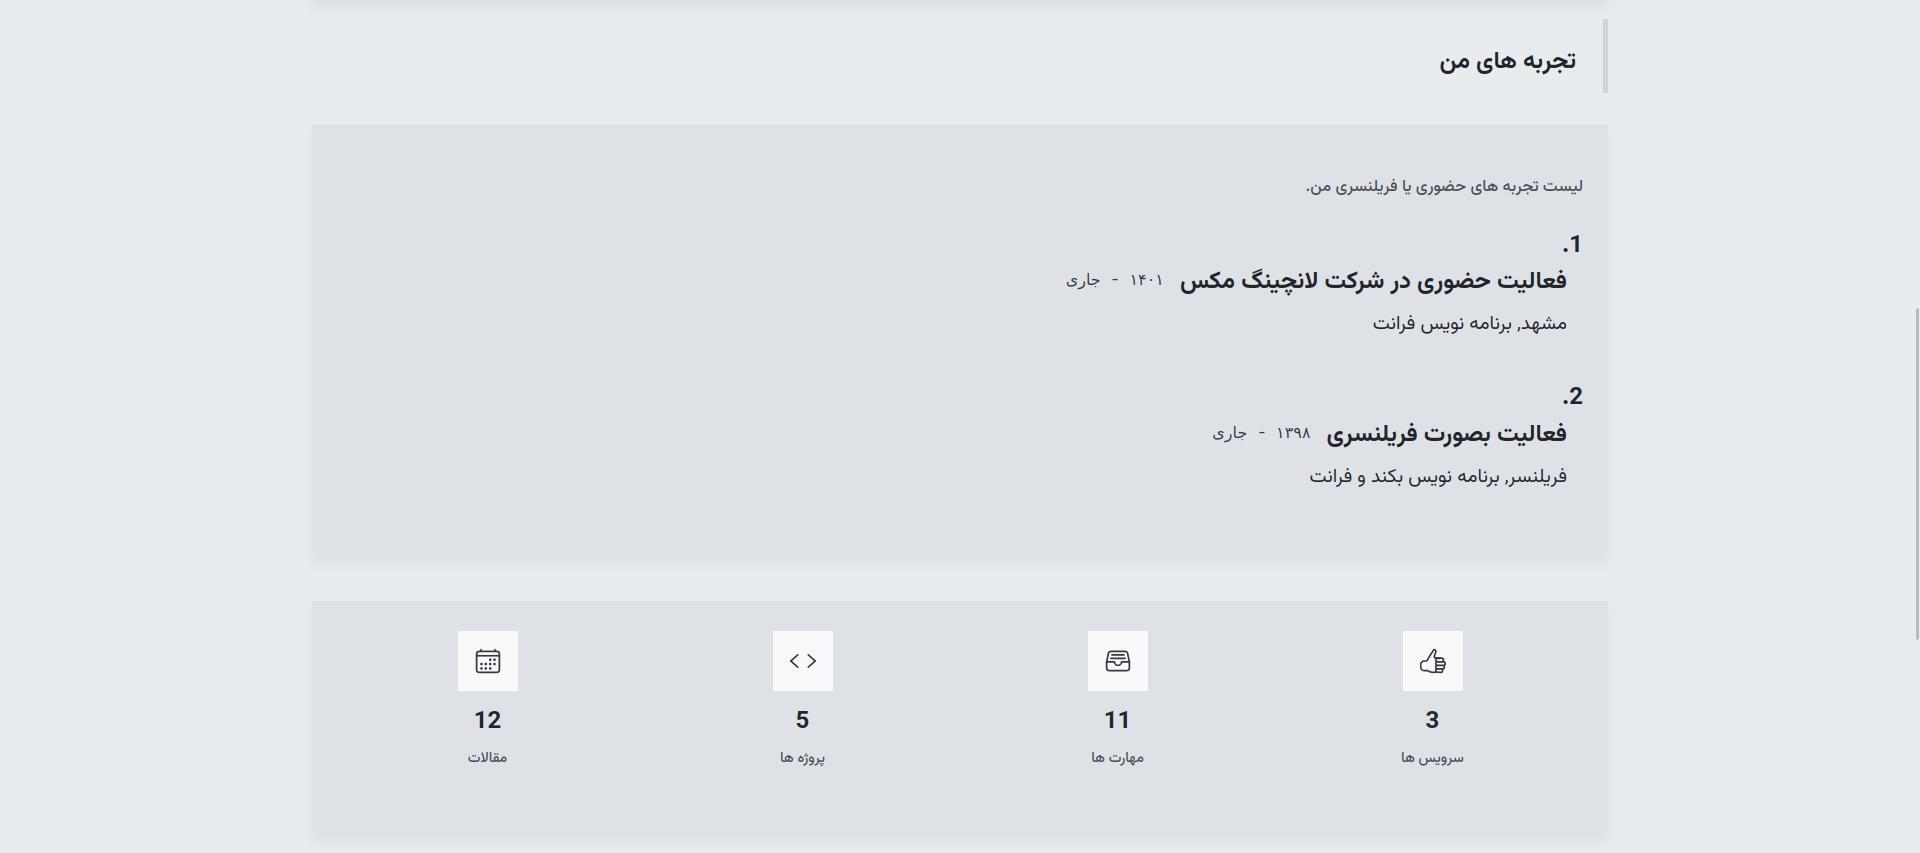 تجربه های من
لیست تجربه های حضوری یا فریلنسری من.
1.
فعالیت حضوری در شرکت لانچینگ مکس ۱۴۰۱ - جاری
مشهد, برنامه نویس فرانت
2.
فعالیت بصورت فریلنسری ۱۳۹۸ - جاری
فریلنسر, برنامه نویس بکند و فرانت
3
سرویس ها
11
مهارت ها
5
پروژه ها
12
مقالات